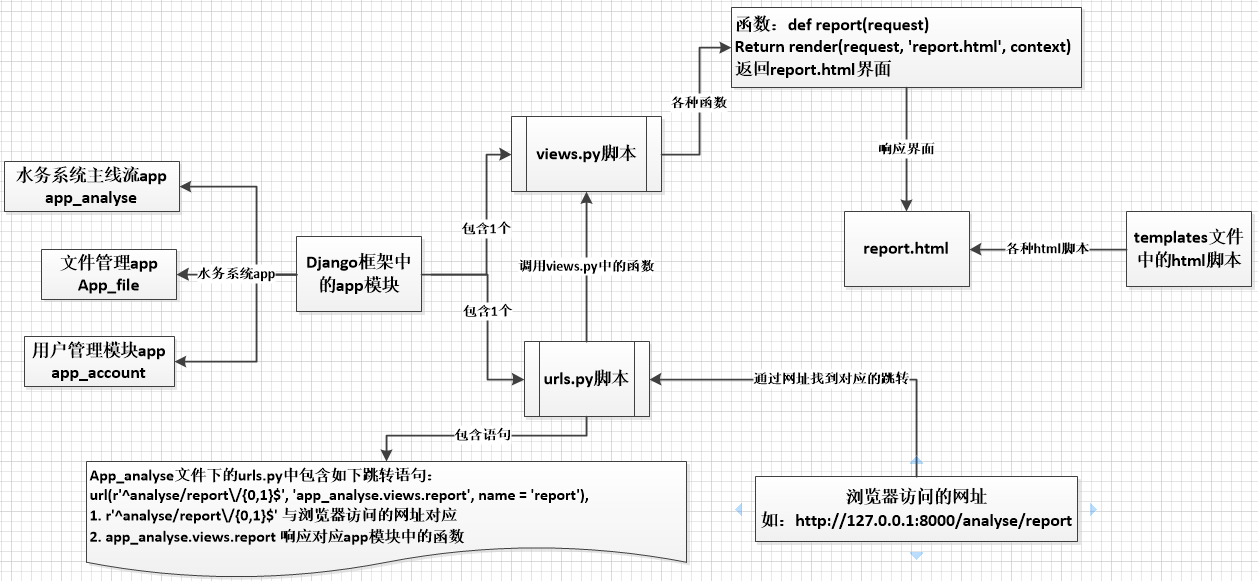 函数：def report(request)
Return render(request, 'report.html', context)
返回report.html界面
各种函数
views.py脚本
响应界面
水务系统主线流app
app_analyse
包含1个
report.html
各种html脚本
templates文件
中的html脚本
文件管理app
App_file
水务系统app
Django框架中
的app模块
调用views.py中的函数
包含1个
用户管理模块app
app_account
urls.py脚本
通过网址找到对应的跳转
包含语句
App_analyse文件下的urls.py中包含如下跳转语句：
url(r'^analyse/report\/{0,1}$', 'app_analyse.views.report', name = 'report'),
1. r'^analyse/report\/{0,1}$' 与浏览器访问的网址对应
2. app_analyse.views.report 响应对应app模块中的函数
浏览器访问的网址
如：http://127.0.0.1:8000/analyse/report